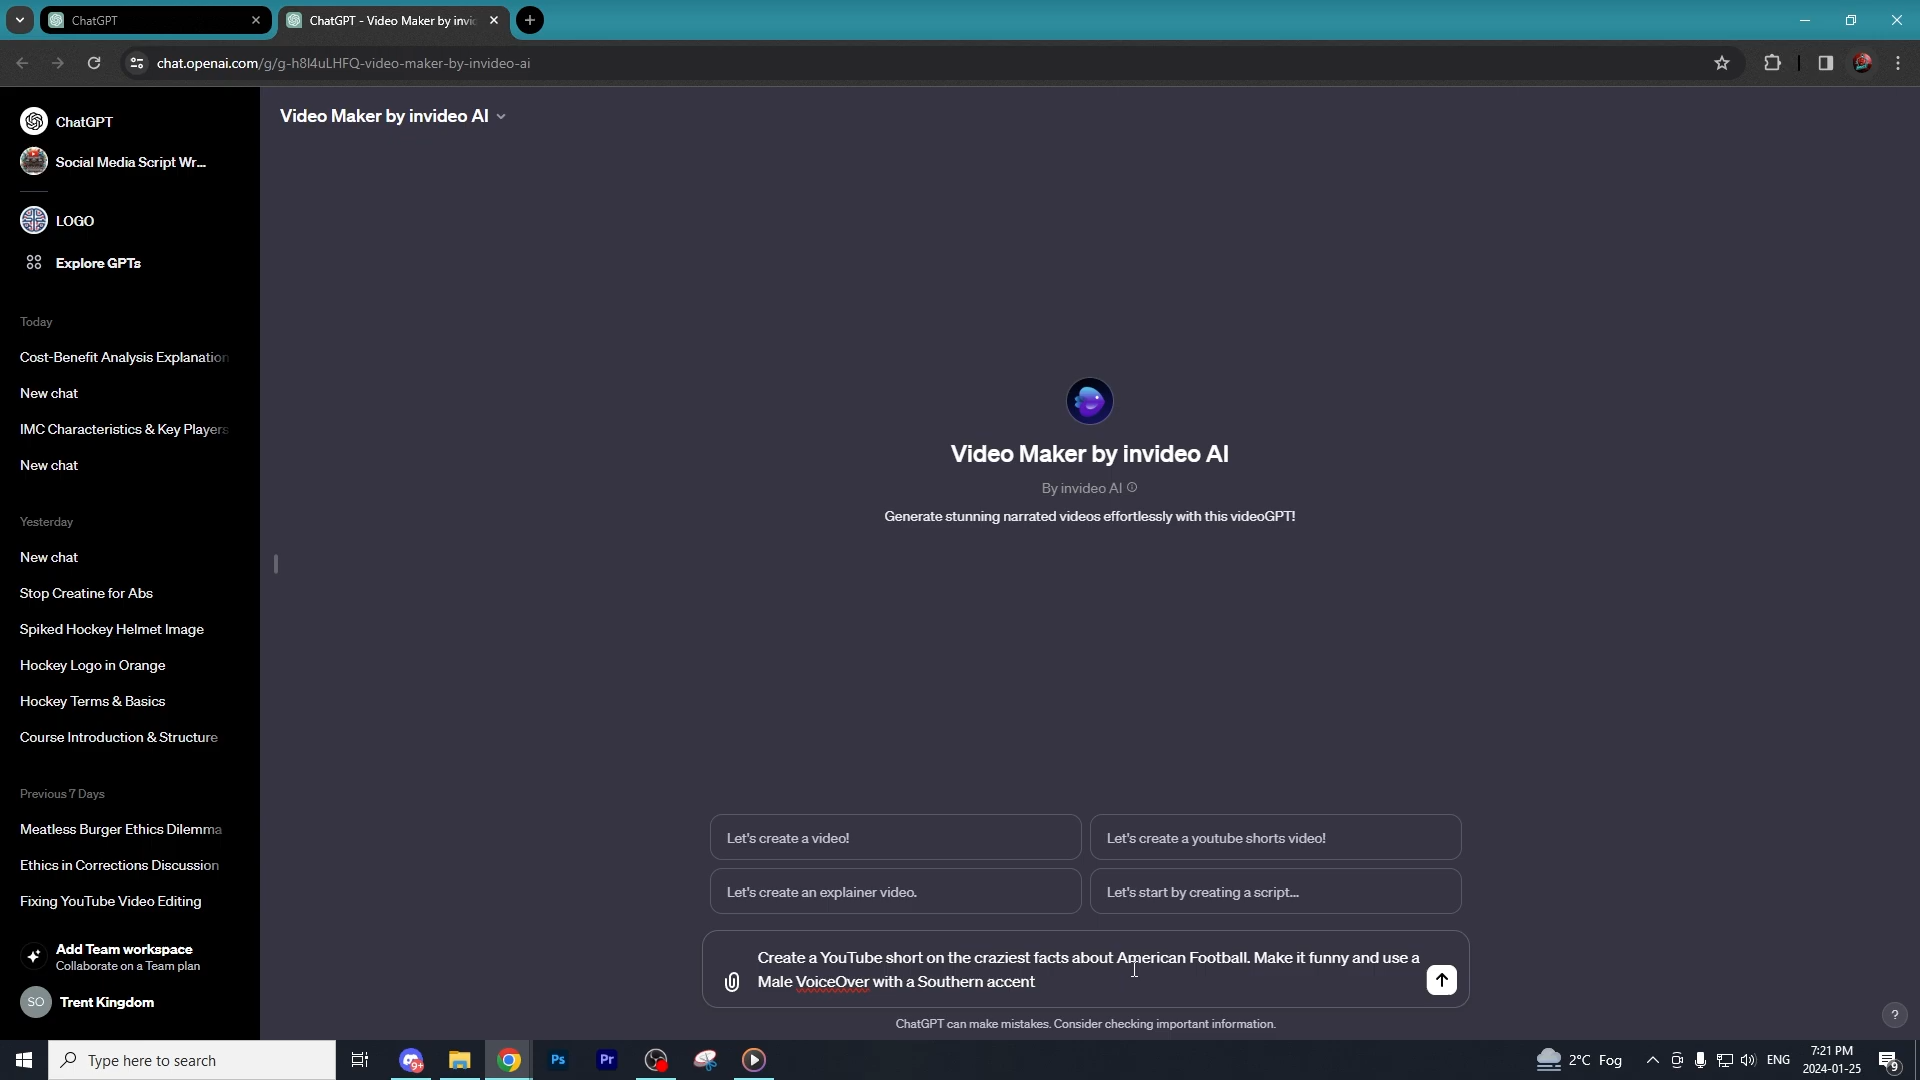 ChatGPT
ChatGPT - Video Maker by invid
chat.openai.com/g/g-h8l4uLHFQ-video-maker-by-invideo-ai
ChatGPT
Social Media Script Wr...
LOGO
Explore GPTs
Today
Cost-Benefit Analysis Explanation
New chat
IMC Characteristics & Key Players
New chat
Yesterday
New chat
Stop Creatine for Abs
Spiked Hockey Helmet Image
Hockey Logo in Orange
Hockey Terms & Basics
Course Introduction & Structure
Previous 7 Days
Meatless Burger Ethics Dilemma
Ethics in Corrections Discussion
Fixing YouTube Video Editing
Add Team workspace
Collaborate on a Team plan
SO Trent Kingdom
Video Maker by invideo AI
Video Maker by invideo AI
By invideo AI
Generate stunning narrated videos effortlessly with this videoGPT!
Let's create a video!
Let's create a youtube shorts video!
Let's create an explainer video.
Let's start by creating a script...
Create a YouTube short on the craziest facts about American Football. Make it funny and use a
Male VoiceOver with a Southern accent
ChatGPT can make mistakes. Consider checking important information.
?
Type here to search
9+
Ps
Pr
2°C Fog
ENG
7:21 PM
2024-01-25
9